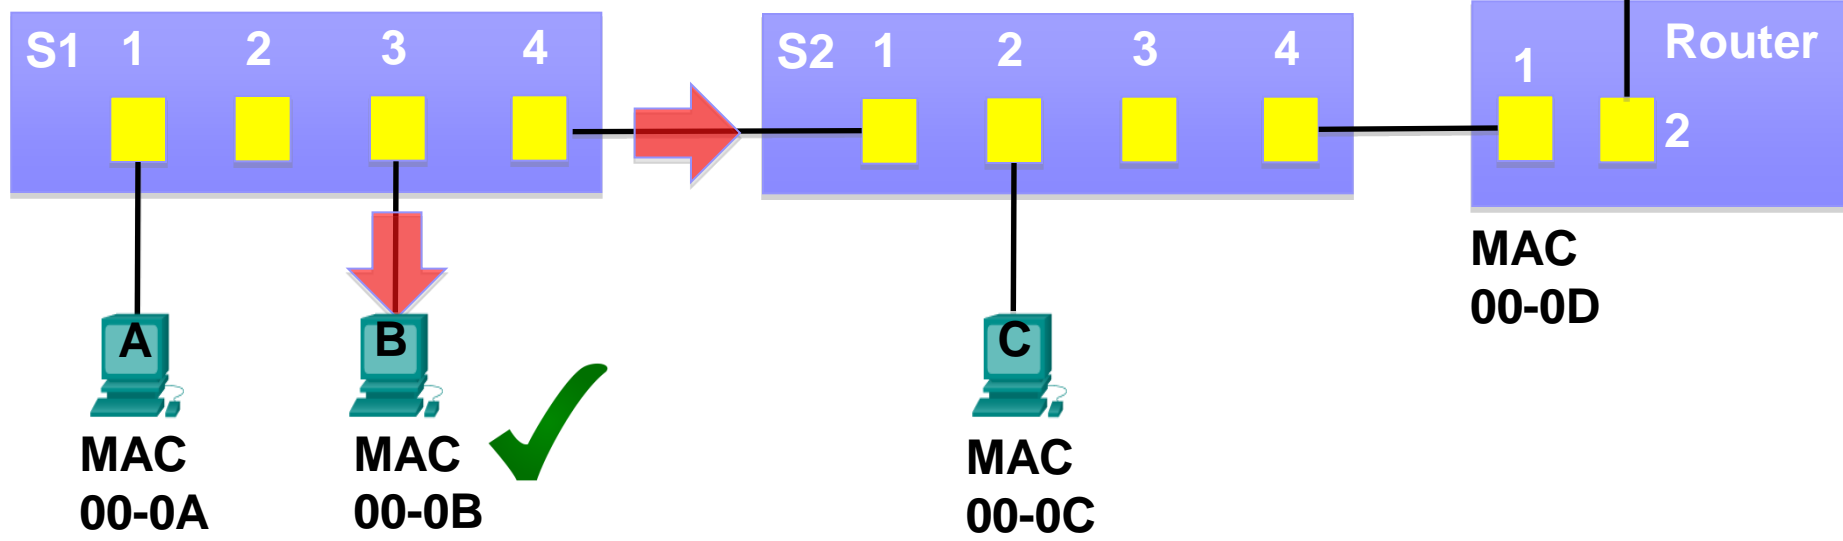 S1 1 2 3 4
S2 1 2 3 4
Router
1
2
A
B
C
MAC
00-0A
MAC
00-0B
MAC
00-0C
MAC
00-0D